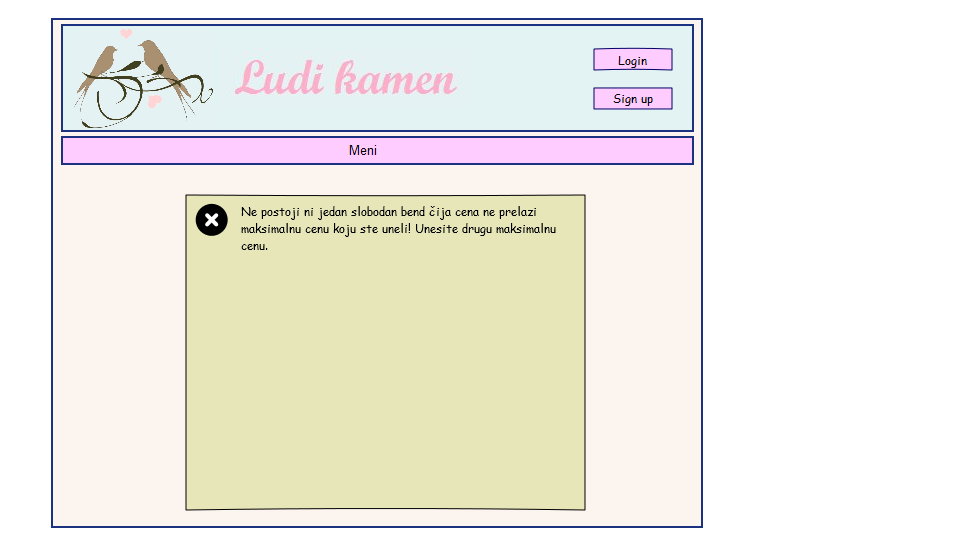 Ludi kamen
Login
Sign up
Meni
Ne postoji ni jedan slobodan bend čija cena ne prelazi
maksimalnu cenu koju ste uneli! Unesite drugu maksimalnu
cenu.